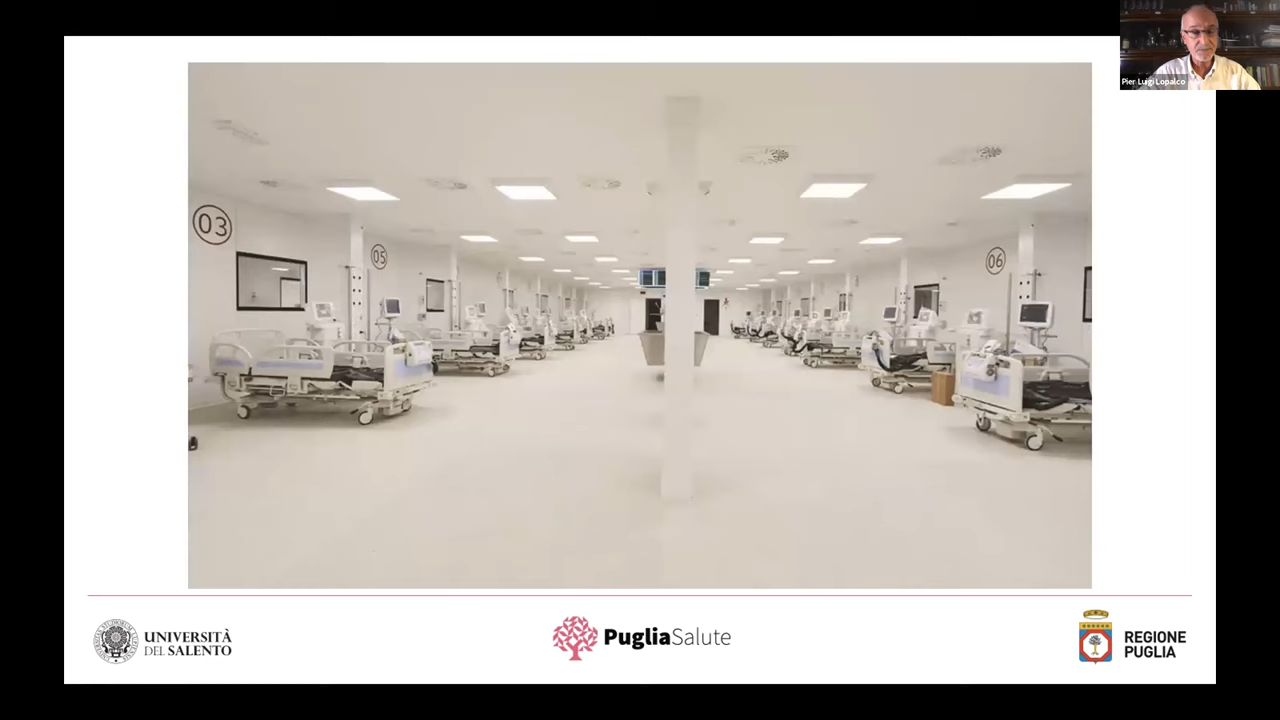 Pier Luigi Lopalco
03
05
06
UNIVERSITÀ
DEL SALENTO
PugliaSalute
REGIONE
PUGLIA